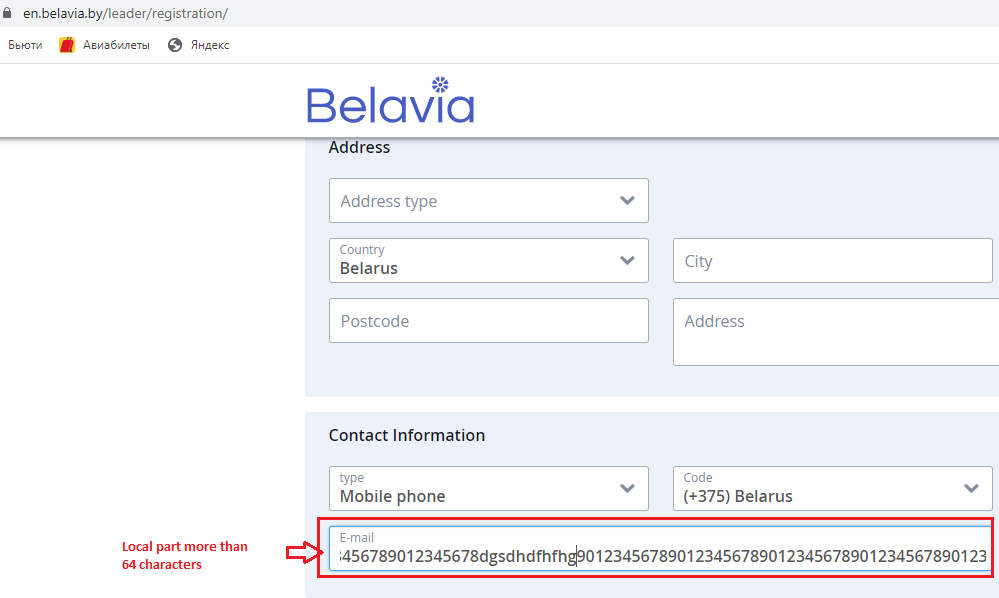 en.belavia.by/leader/registration/
Бьюти Авиабилеты Яндекс
Belavia
Address
Address type
Country
Belarus
City
Postcode
Address
Contact Information
type
Mobile phone
Code
(+375) Belarus
E-mail
3456789012345678dgsdhdfhfhg901234567890123456789012345678901234567890123
Local part more than
64 characters